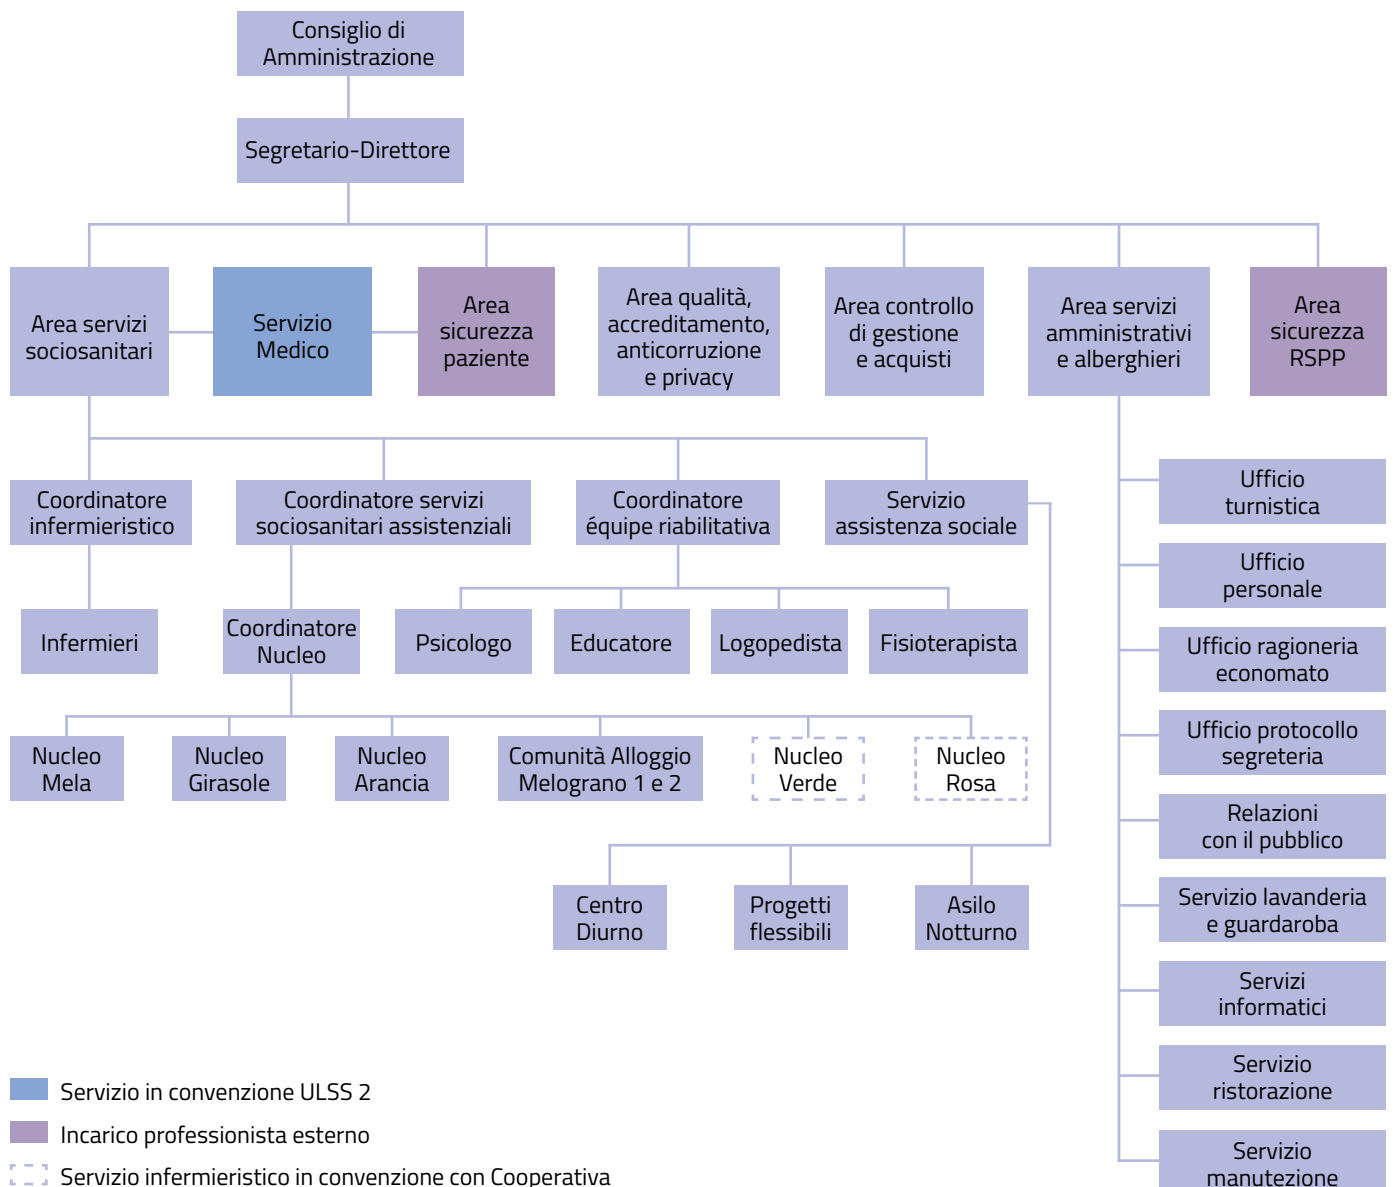 Consiglio di
Amministrazione
Segretario-Direttore
Area servizi
sociosanitari
Servizio
Medico
Area
sicurezza
paziente
Area qualità,
accreditamento,
anticorruzione
e privacy
Area controllo
di gestione
e acquisti
Area servizi
amministrativi
e alberghieri
Area
sicurezza
RSPP
Coordinatore
infermieristico
Coordinatore servizi
sociosanitari assistenziali
Coordinatore
équipe riabilitativa
Servizio
assistenza sociale
Infermieri
Coordinatore
Nucleo
Psicologo
Educatore
Logopedista
Fisioterapista
Nucleo
Mela
Nucleo
Girasole
Nucleo
Arancia
Comunità Alloggio
Melograno 1 e 2
Nucleo
Verde
Nucleo
Rosa
Centro
Diurno
Progetti
flessibili
Asilo
Notturno
Ufficio
turnistica
Ufficio
personale
Ufficio ragioneria
economato
Ufficio protocollo
segreteria
Relazioni
con il pubblico
Servizio lavanderia
e guardaroba
Servizi
informatici
Servizio
ristorazione
Servizio
manutezione
Servizio in convenzione ULSS 2
Incarico professionista esterno
Servizio infermieristico in convenzione con Cooperativa